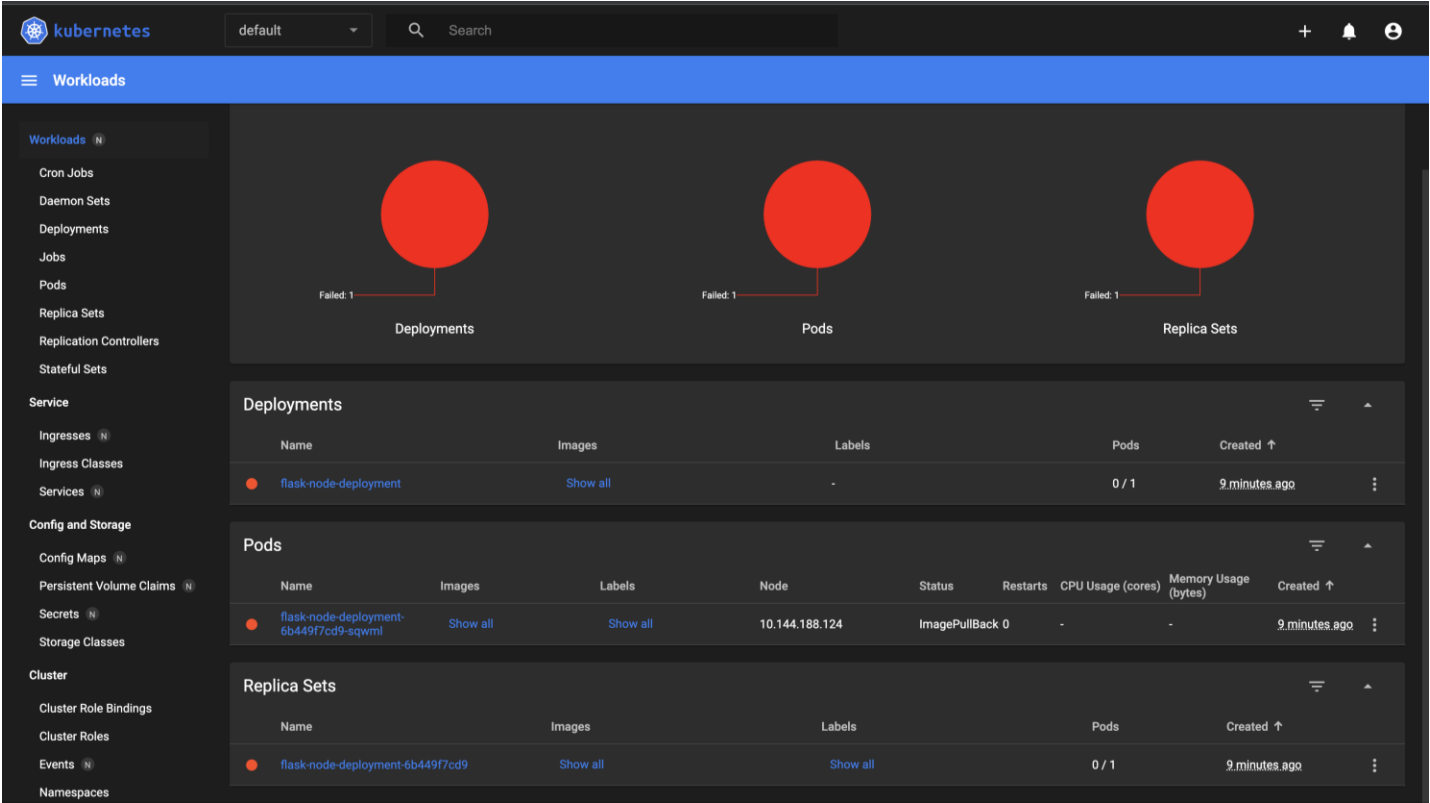 kubernetes
default
Search
Workloads
Workloads N
Cron Jobs
Daemon Sets
Deployments
Jobs
Pods
Replica Sets
Replication Controllers
Stateful Sets
Service
Ingresses N
Ingress Classes
Services N
Config and Storage
Config Maps N
Persistent Volume Claims N
Secrets N
Storage Classes
Cluster
Cluster Role Bindings
Cluster Roles
Events N
Namespaces
Failed: 1
Deployments
Failed: 1
Pods
Failed: 1
Replica Sets
Deployments
Name Images Labels Pods Created ↑
flask-node-deployment Show all - 0 / 1 9 minutes ago
Pods
Name Images Labels Node Status Restarts CPU Usage (cores) Memory Usage (bytes) Created ↑
flask-node-deployment-
6b449f7cd9-sqwml Show all Show all 10.144.188.124 ImagePullBack 0 - - 9 minutes ago
Replica Sets
Name Images Labels Pods Created ↑
flask-node-deployment-6b449f7cd9 Show all Show all 0 / 1 9 minutes ago